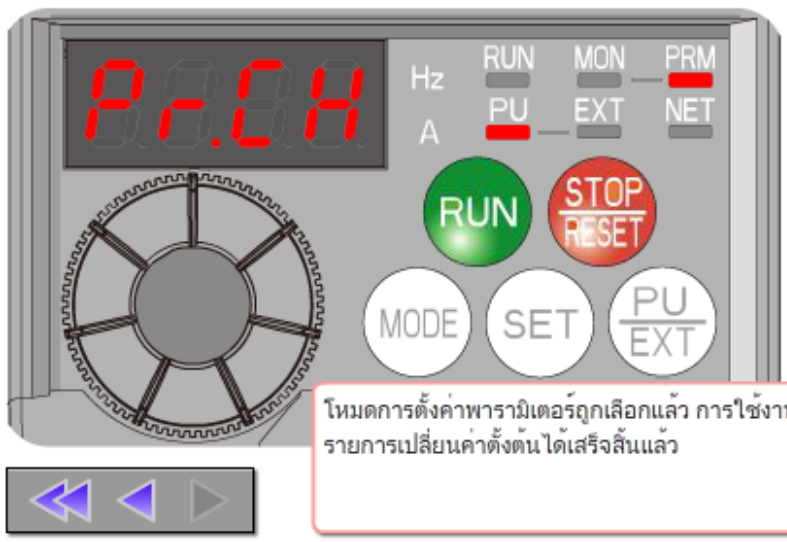 Pr.CH
Hz
A
RUN MON PRM
PU EXT NET
RUN
STOP
RESET
MODE SET PU
EXT
โหมดการตั้งค่าพารามิเตอร์ถูกเลือกแล้ว การใช้งาน
รายการเปลี่ยนค่าตั้งต้นได้เสร็จสิ้นแล้ว